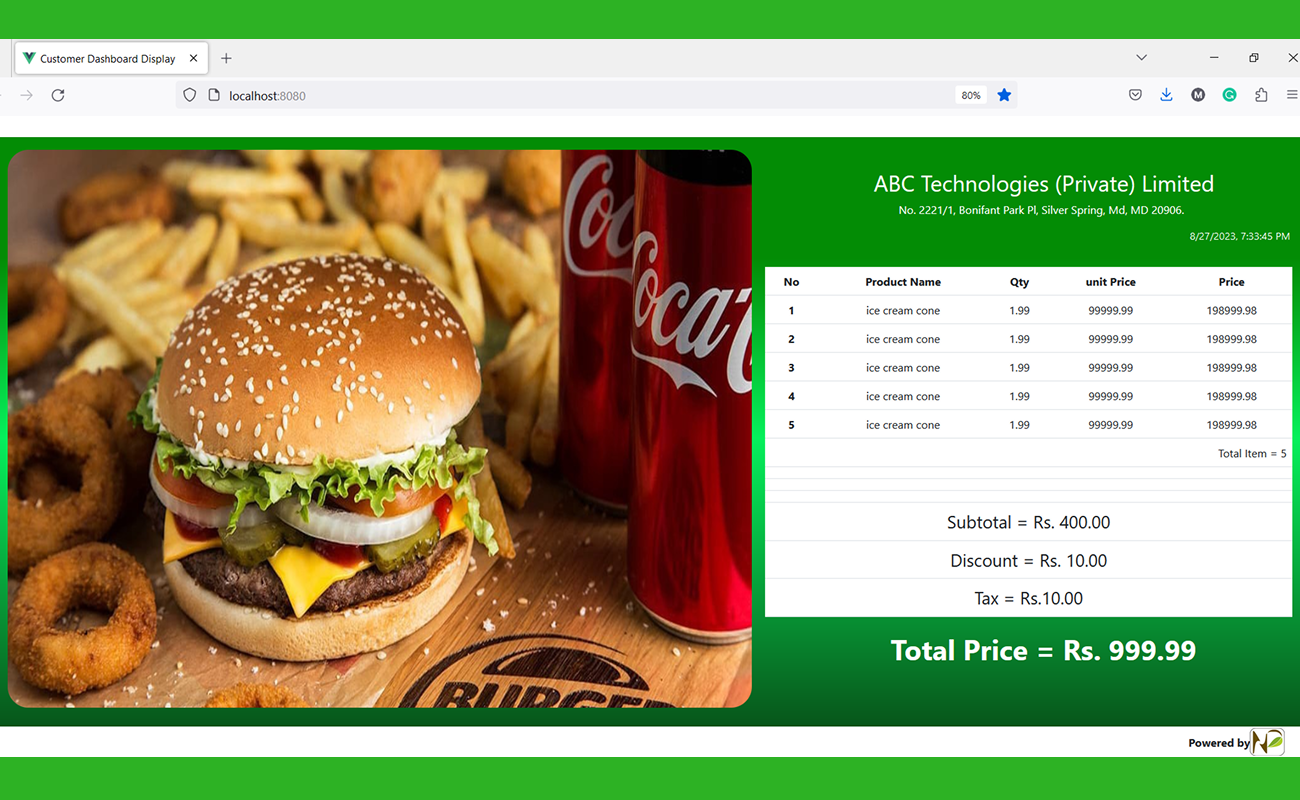 Customer Dashboard Display
localhost:8080
80%
M
G
ABC Technologies (Private) Limited
No. 2221/1, Bonifant Park Pl, Silver Spring, Md, MD 20906.
8/27/2023, 7:33:45 PM
No Product Name Qty unit Price Price
1 ice cream cone 1.99 99999.99 198999.98
2 ice cream cone 1.99 99999.99 198999.98
3 ice cream cone 1.99 99999.99 198999.98
4 ice cream cone 1.99 99999.99 198999.98
5 ice cream cone 1.99 99999.99 198999.98
Total Item = 5
Subtotal = Rs. 400.00
Discount = Rs. 10.00
Tax = Rs.10.00
Total Price = Rs. 999.99
Coc
Coca-C
BURGER
Powered by